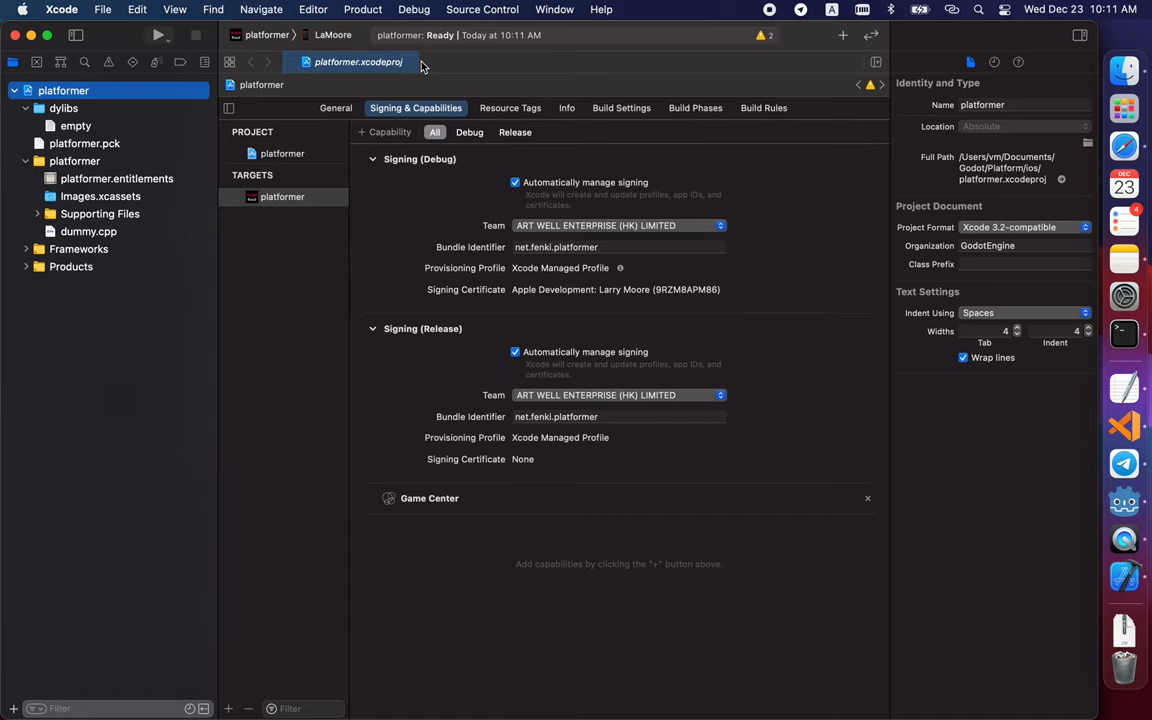 Xcode File Edit View Find Navigate Editor Product Debug Source Control Window Help A Wed Dec 23 10:11 AM
platformer LaMoore platformer: Ready | Today at 10:11 AM 2
platformer.xcodeproj
platformer
platformer
dylibs
empty
platformer.pck
platformer
platformer.entitlements
Images.xcassets
Supporting Files
dummy.cpp
Frameworks
Products
Filter
General Signing & Capabilities Resource Tags Info Build Settings Build Phases Build Rules
PROJECT
platformer
TARGETS
platformer
Filter
+ Capability All Debug Release
Signing (Debug)
Automatically manage signing
Xcode will create and update profiles, app IDs, and
certificates.
Team ART WELL ENTERPRISE (HK) LIMITED
Bundle Identifier net.fenki.platformer
Provisioning Profile Xcode Managed Profile
Signing Certificate Apple Development: Larry Moore (9RZM8APM86)
Signing (Release)
Automatically manage signing
Xcode will create and update profiles, app IDs, and
certificates.
Team ART WELL ENTERPRISE (HK) LIMITED
Bundle Identifier net.fenki.platformer
Provisioning Profile Xcode Managed Profile
Signing Certificate None
Game Center
Add capabilities by clicking the "+" button above.
Identity and Type
Name platformer
Location Absolute
Full Path /Users/vm/Documents/
Godot/Platform/ios/
platformer.xcodeproj
Project Document
Project Format Xcode 3.2-compatible
Organization GodotEngine
Class Prefix
Text Settings
Indent Using Spaces
Widths 4 4
Tab Indent
Wrap lines
DEC
23
4
ZIP